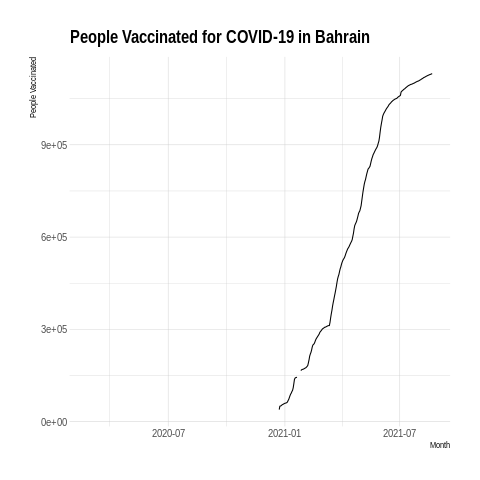 People Vaccinated for COVID-19 in Bahrain
People Vaccinated
9e+05
6e+05
3e+05
0e+00
2020-07
2021-01
2021-07
Month